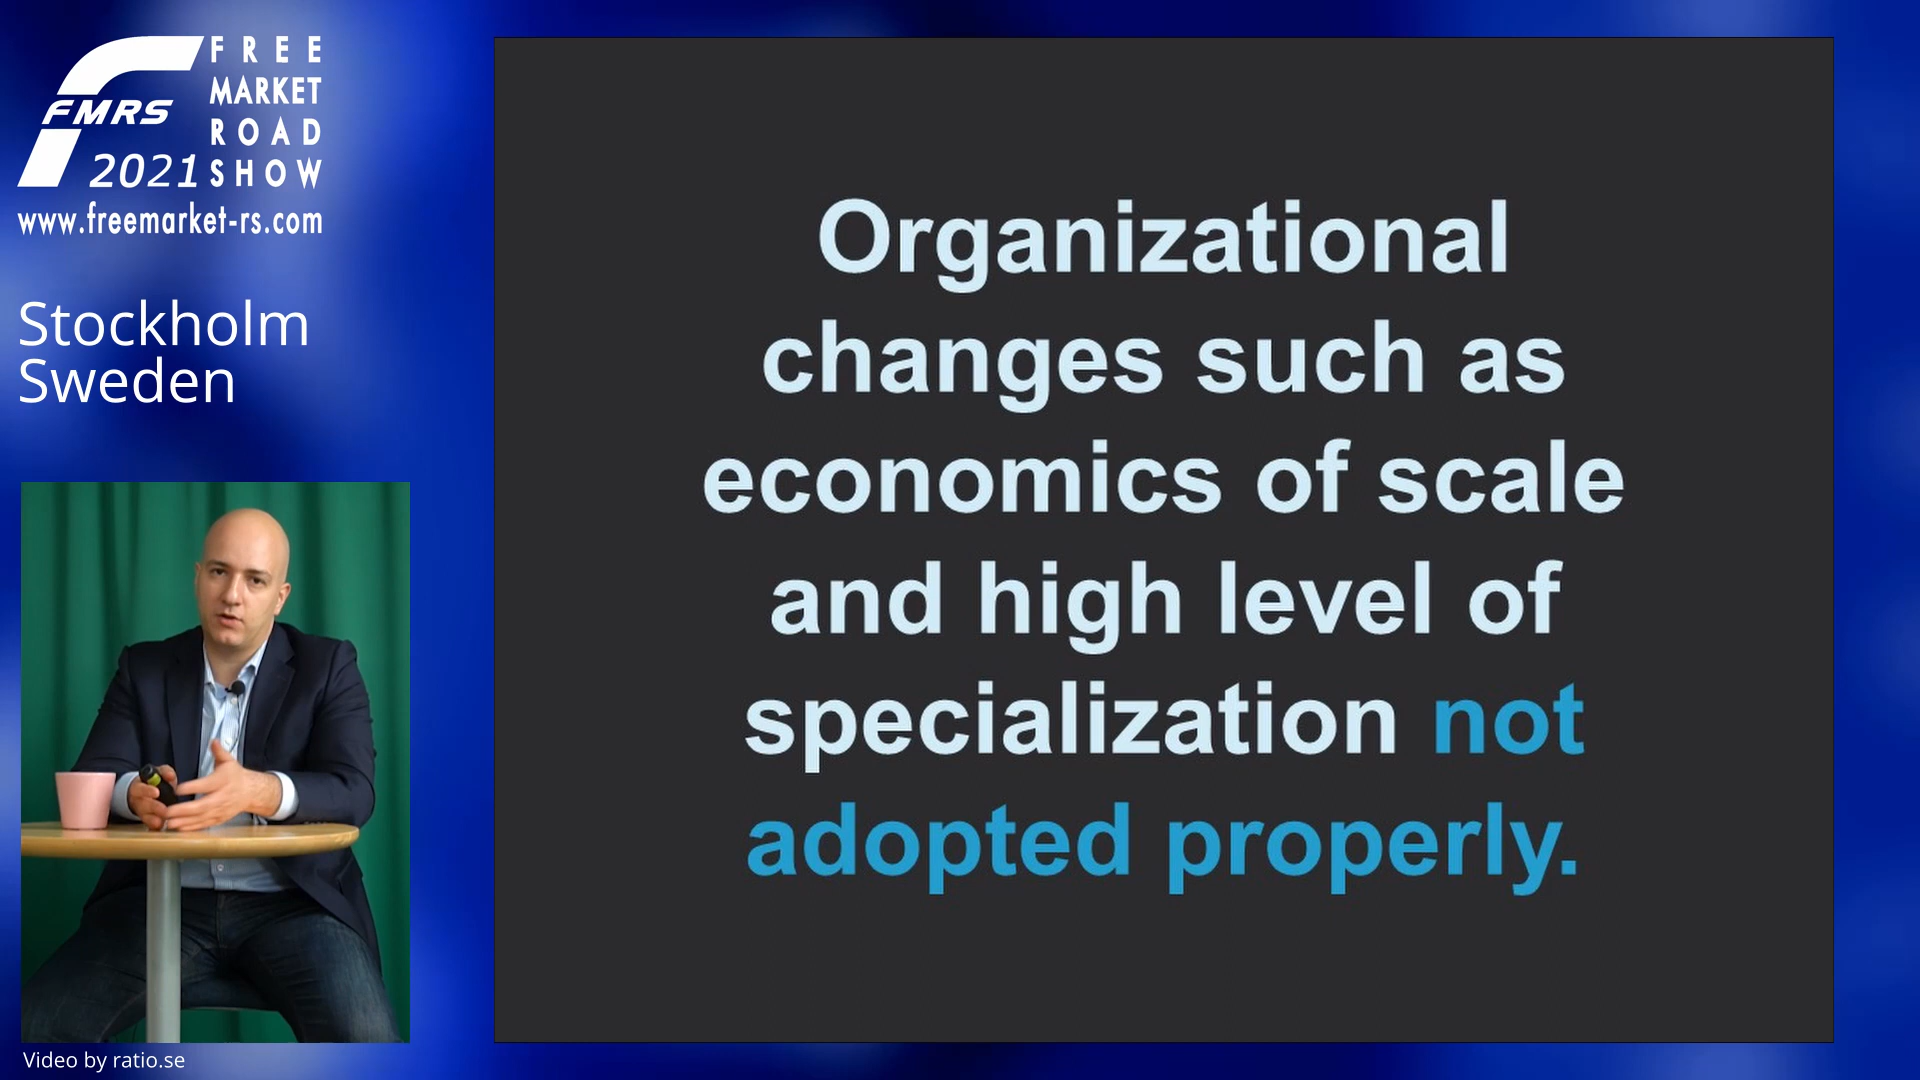 FREE
MARKET
ROAD
SHOW
FMRS
2021
www.freemarket-rs.com
Stockholm
Sweden
Organizational
changes such as
economics of scale
and high level of
specialization not
adopted properly.
Video by ratio.se